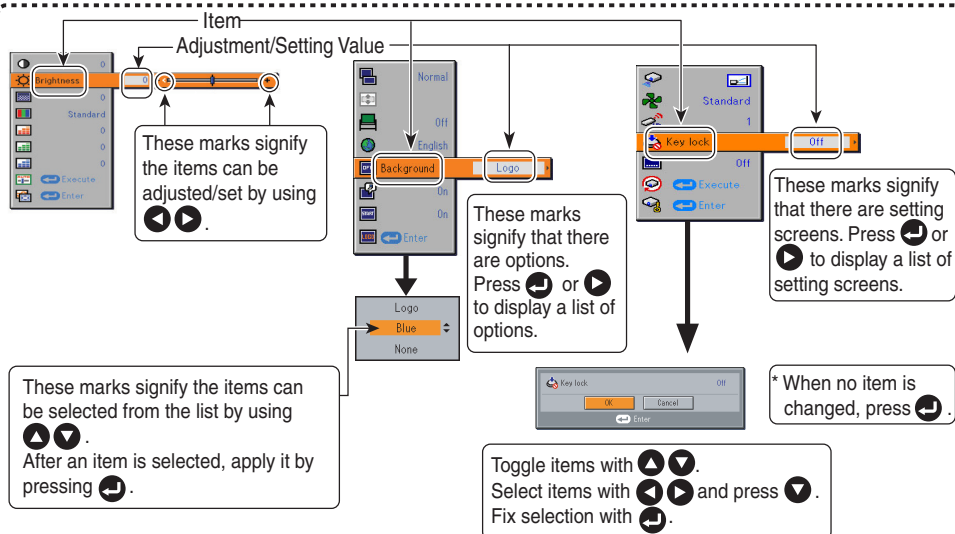 Item
Adjustment/Setting Value
0
Brightness
0
0
Standard
0
0
0
Execute
Enter
These marks signify
the items can be
adjusted/set by using
.
Normal
Off
English
Background
Logo
On
On
Enter
These marks
signify that there
are options.
Press or
to display a list of
options.
Standard
1
Key lock
Off
Off
Execute
Enter
These marks signify
that there are setting
screens. Press or
to display a list of
setting screens.
Logo
Blue
None
These marks signify the items can
be selected from the list by using
.
After an item is selected, apply it by
pressing .
Key lock Off
OK Cancel
Enter
* When no item is
changed, press .
Toggle items with .
Select items with and press .
Fix selection with .